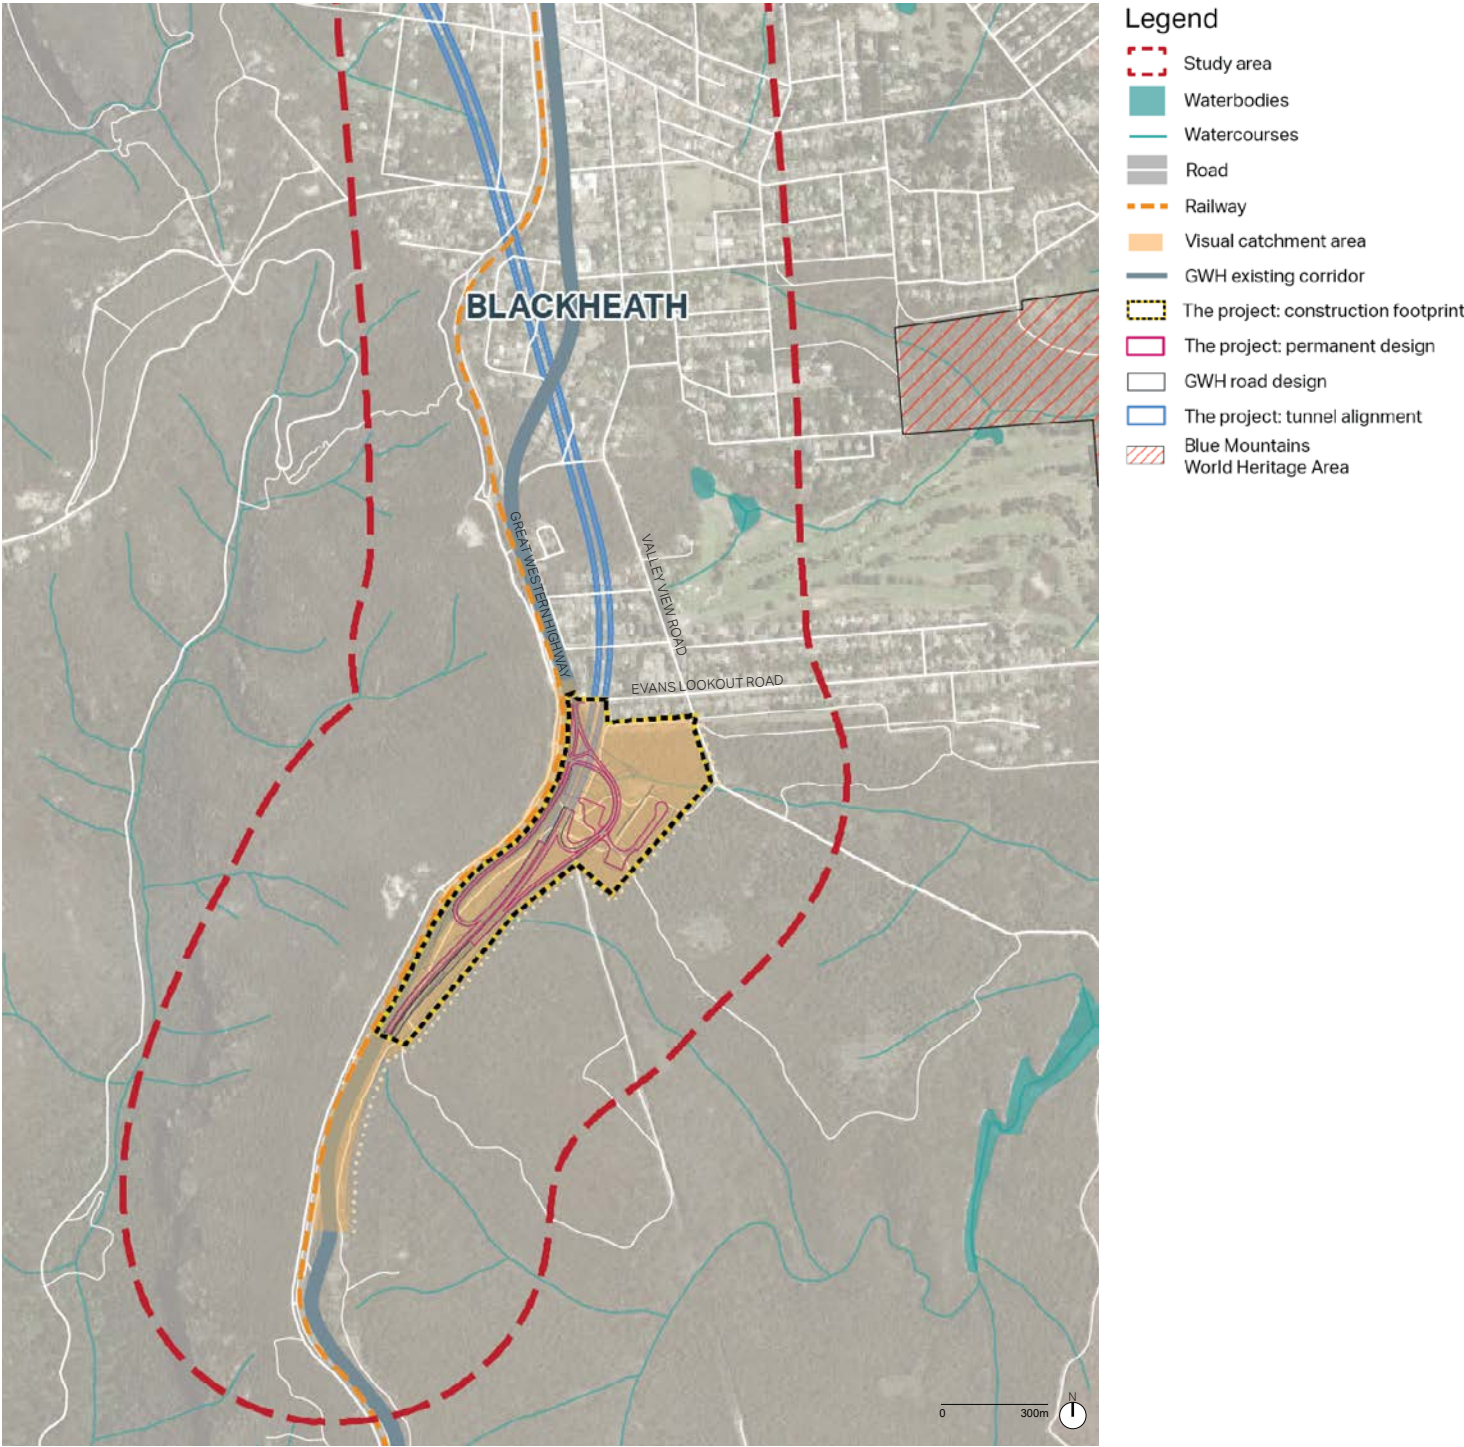 Legend
Study area
Waterbodies
Watercourses
Road
Railway
Visual catchment area
GWH existing corridor
The project: construction footprint
The project: permanent design
GWH road design
The project: tunnel alignment
Blue Mountains
World Heritage Area
BLACKHEATH
GREAT WESTERN HIGHWAY
VALLEY VIEW ROAD
EVANS LOOKOUT ROAD
N
0 300m